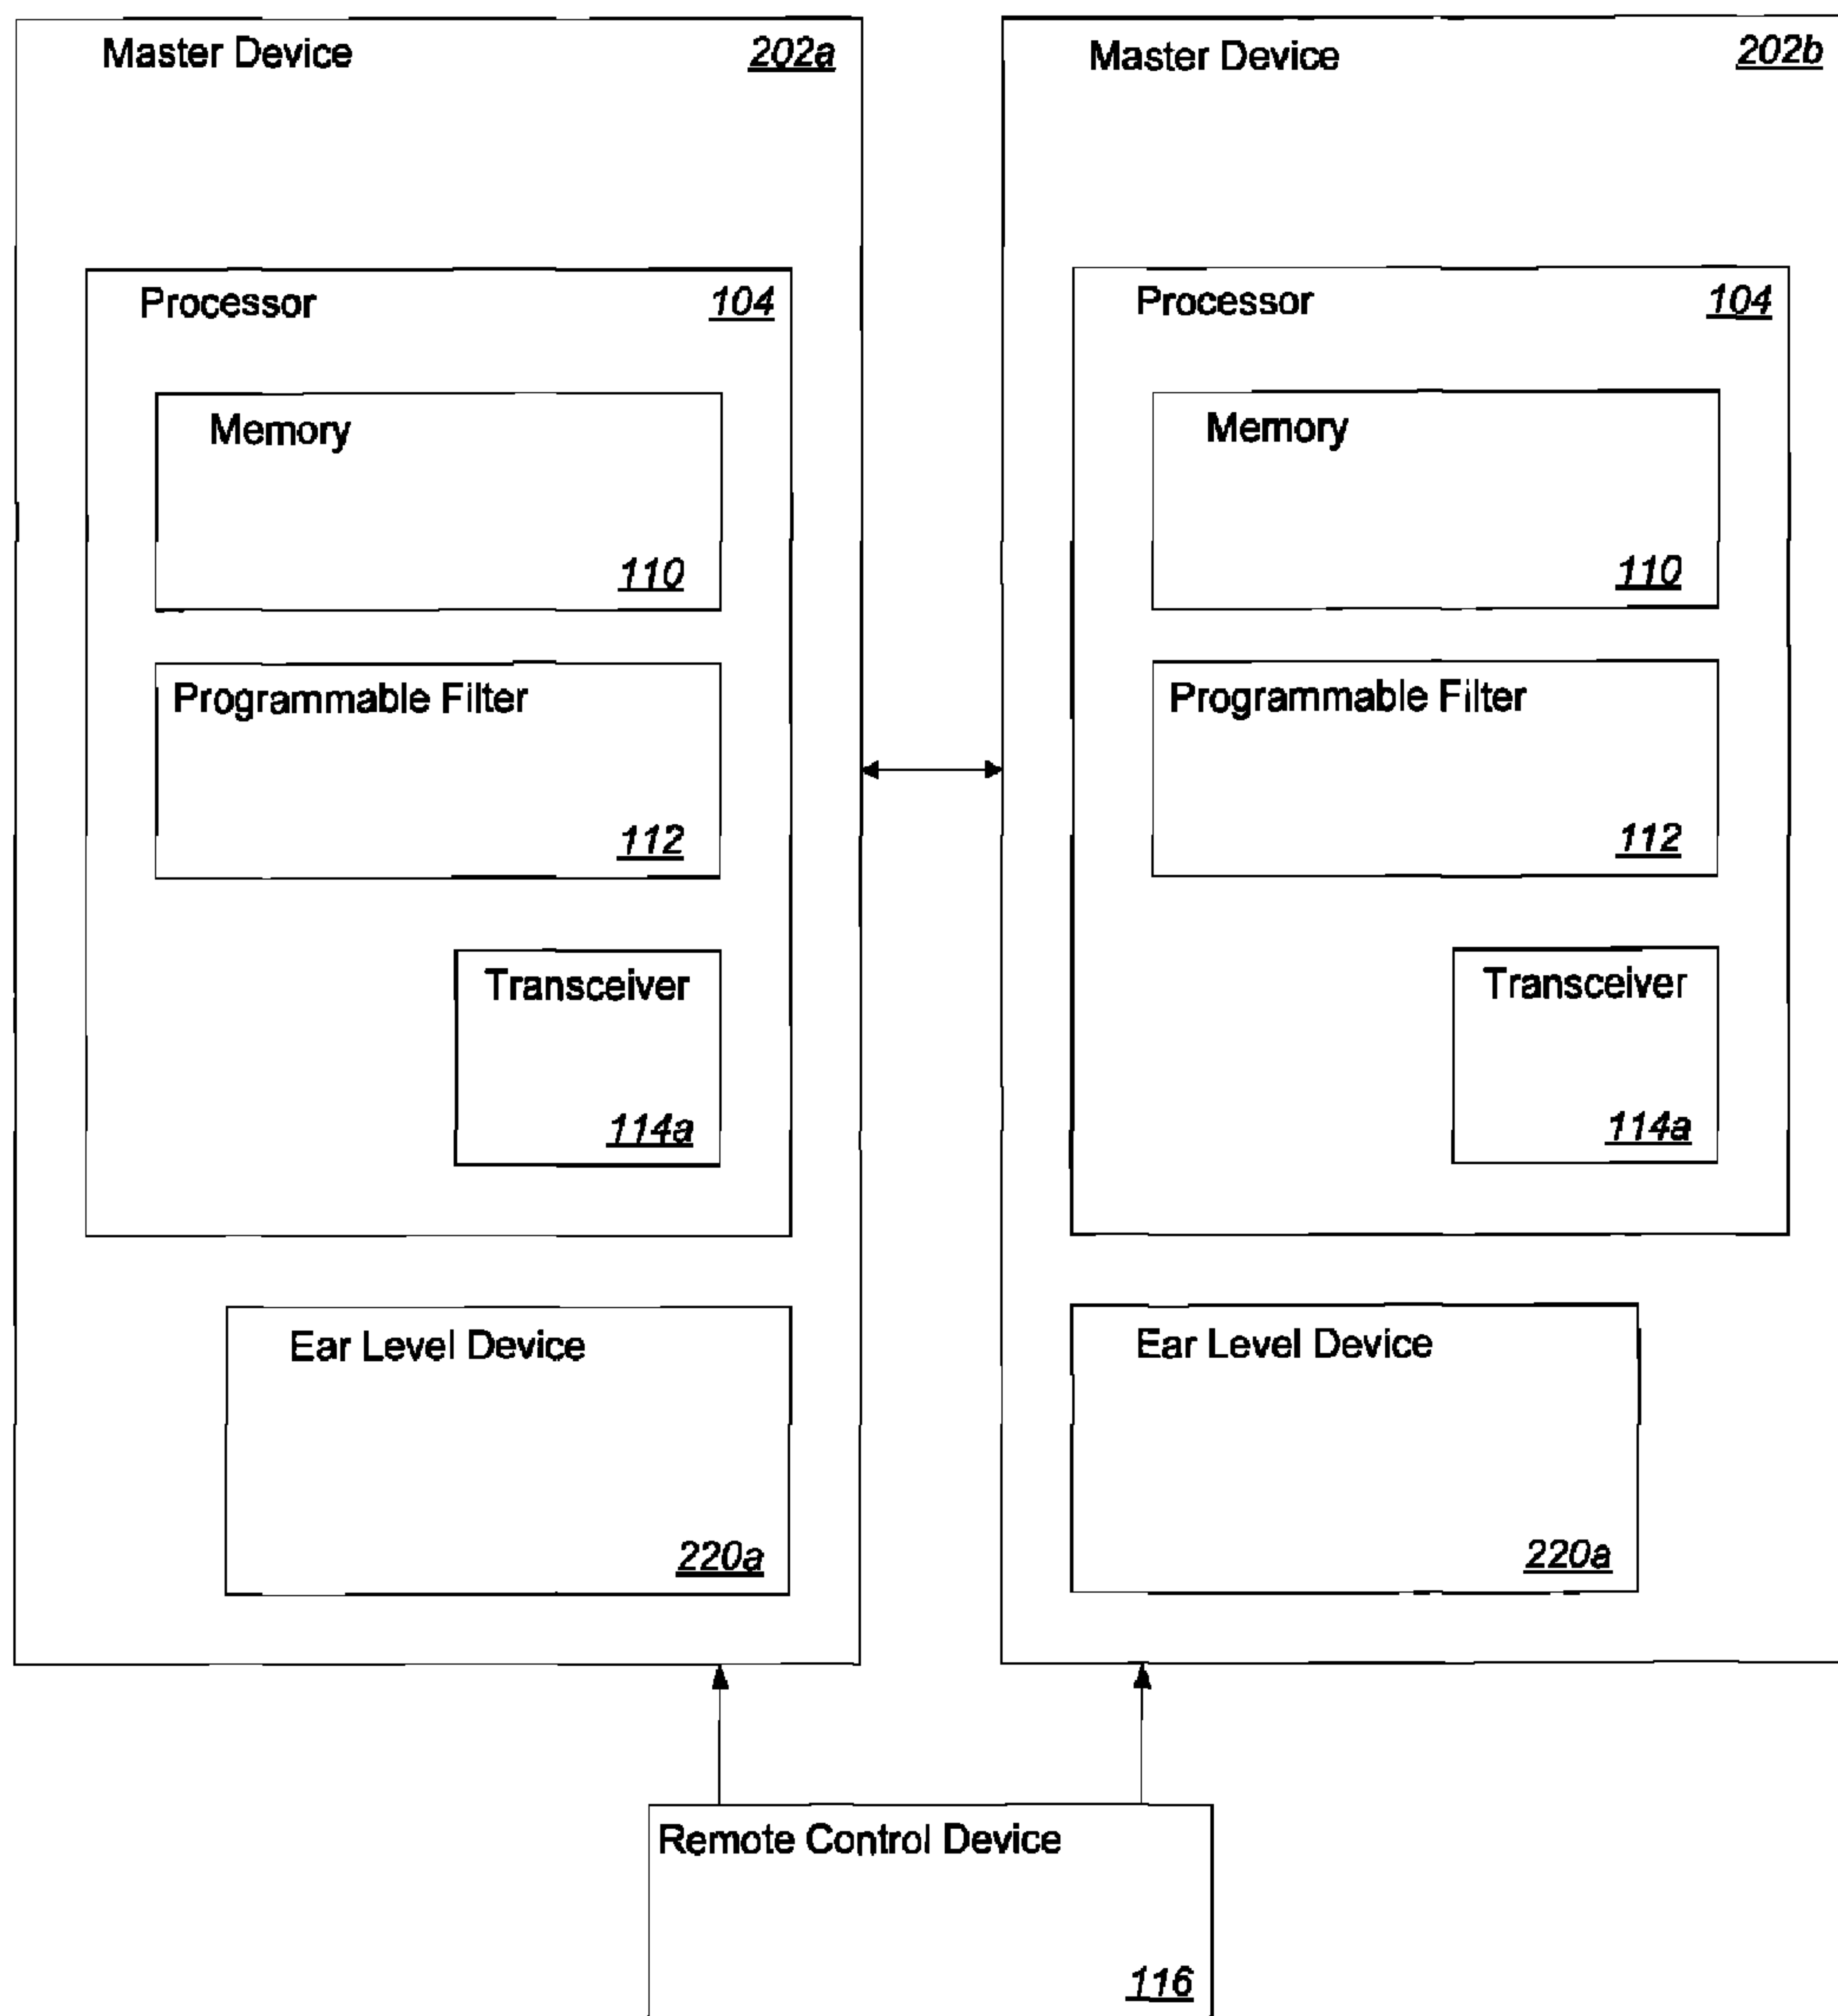 Master Device 202a
Processor 104
Memory
110
Programmable Filter
112
Transceiver
114a
Ear Level Device
220a
Master Device 202b
Processor 104
Memory
110
Programmable Filter
112
Transceiver
114a
Ear Level Device
220a
Remote Control Device
116